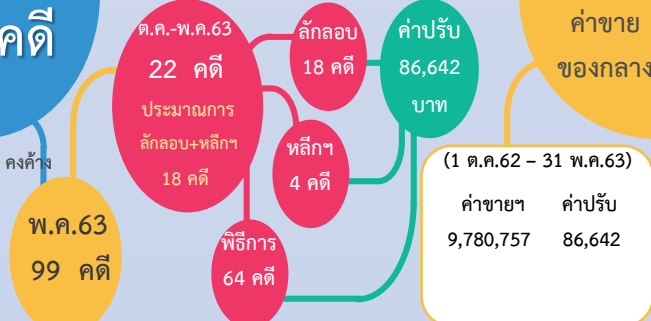 คดี
คงค้าง
พ.ค.63
99 คดี
ต.ค.-พ.ค.63
22 คดี
ประมาณการ
ลักลอบ+หลีกฯ
18 คดี
ลักลอบ
18 คดี
หลีกฯ
4 คดี
พิธีการ
64 คดี
ค่าปรับ
86,642
บาท
ค่าขาย
ของกลาง
(1 ต.ค.62 – 31 พ.ค.63)
ค่าขายฯ ค่าปรับ
9,780,757 86,642